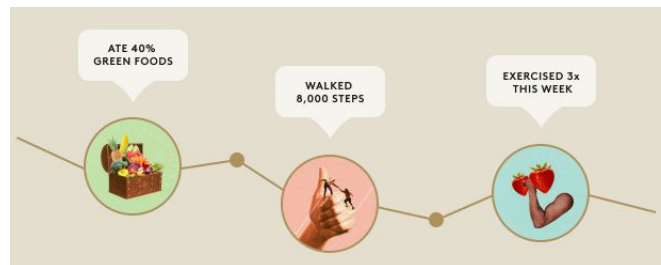 ATE 40%
GREEN FOODS
WALKED
8,000 STEPS
EXERCISED 3x
THIS WEEK